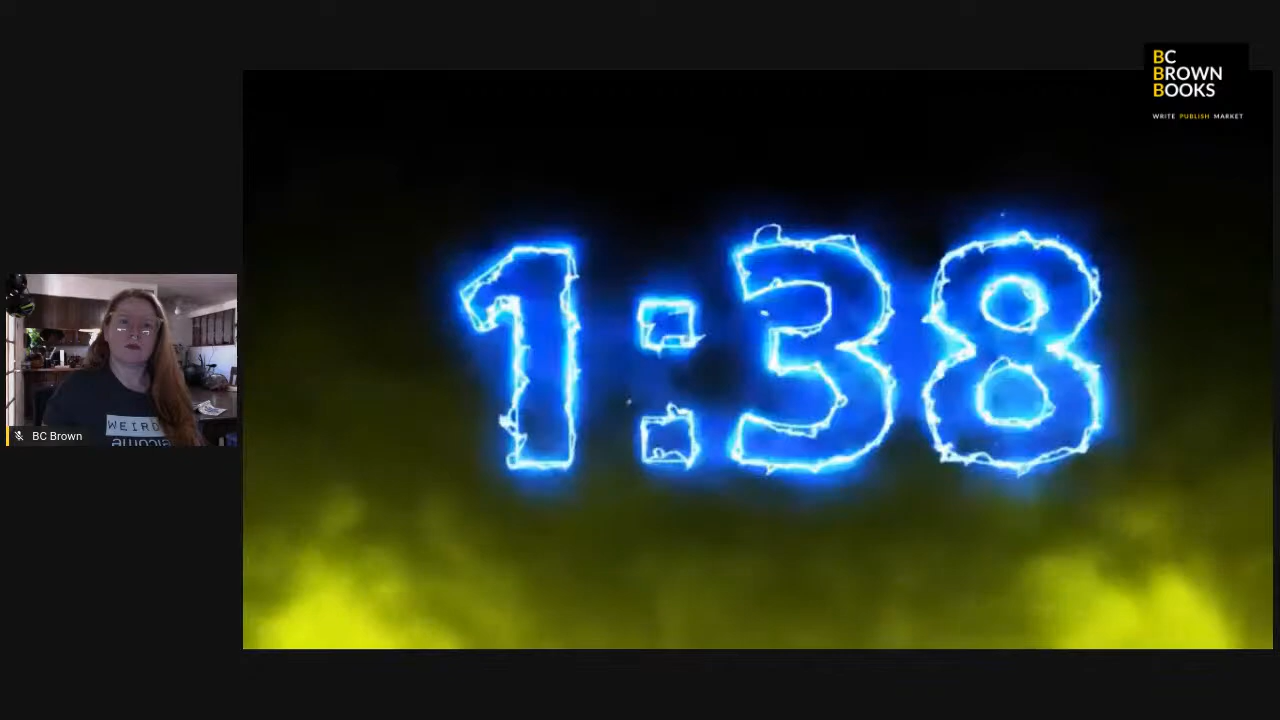 BC
BROWN
BOOKS
WRITE PUBLISH MARKET
1:38
WEIRD
BC Brown